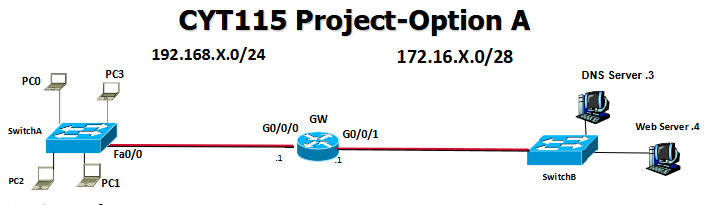 CYT115 Project-Option A
192.168.X.0/24
172.16.X.0/28
PC0
PC3
DNS Server .3
SwitchA
GW
G0/0/0
G0/0/1
Web Server .4
Fa0/0
.1
.1
PC2
PC1
SwitchB